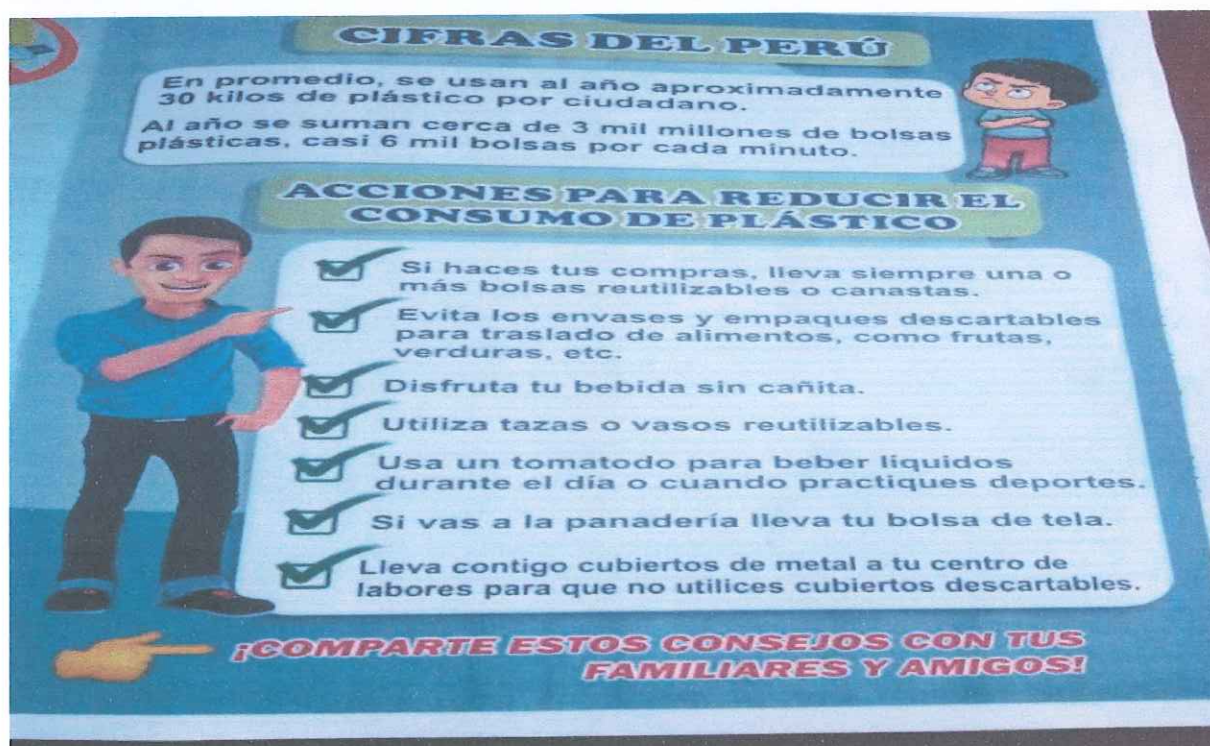 CIFRAS DEL PERÚ
En promedio, se usan al año aproximadamente
30 kilos de plástico por ciudadano.
Al año se suman cerca de 3 mil millones de bolsas
plásticas, casi 6 mil bolsas por cada minuto.
ACCIONES PARA REDUCIR EL
CONSUMO DE PLÁSTICO
Si haces tus compras, lleva siempre una o
más bolsas reutilizables o canastas.
Evita los envases y empaques descartables
para traslado de alimentos, como frutas,
verduras, etc.
Disfruta tu bebida sin cañita.
Utiliza tazas o vasos reutilizables.
Usa un tomatodo para beber líquidos
durante el día o cuando practiques deportes.
Si vas a la panadería lleva tu bolsa de tela.
Lleva contigo cubiertos de metal a tu centro de
labores para que no utilices cubiertos descartables.
¡COMPARTE ESTOS CONSEJOS CON TUS
FAMILIARES Y AMIGOS!